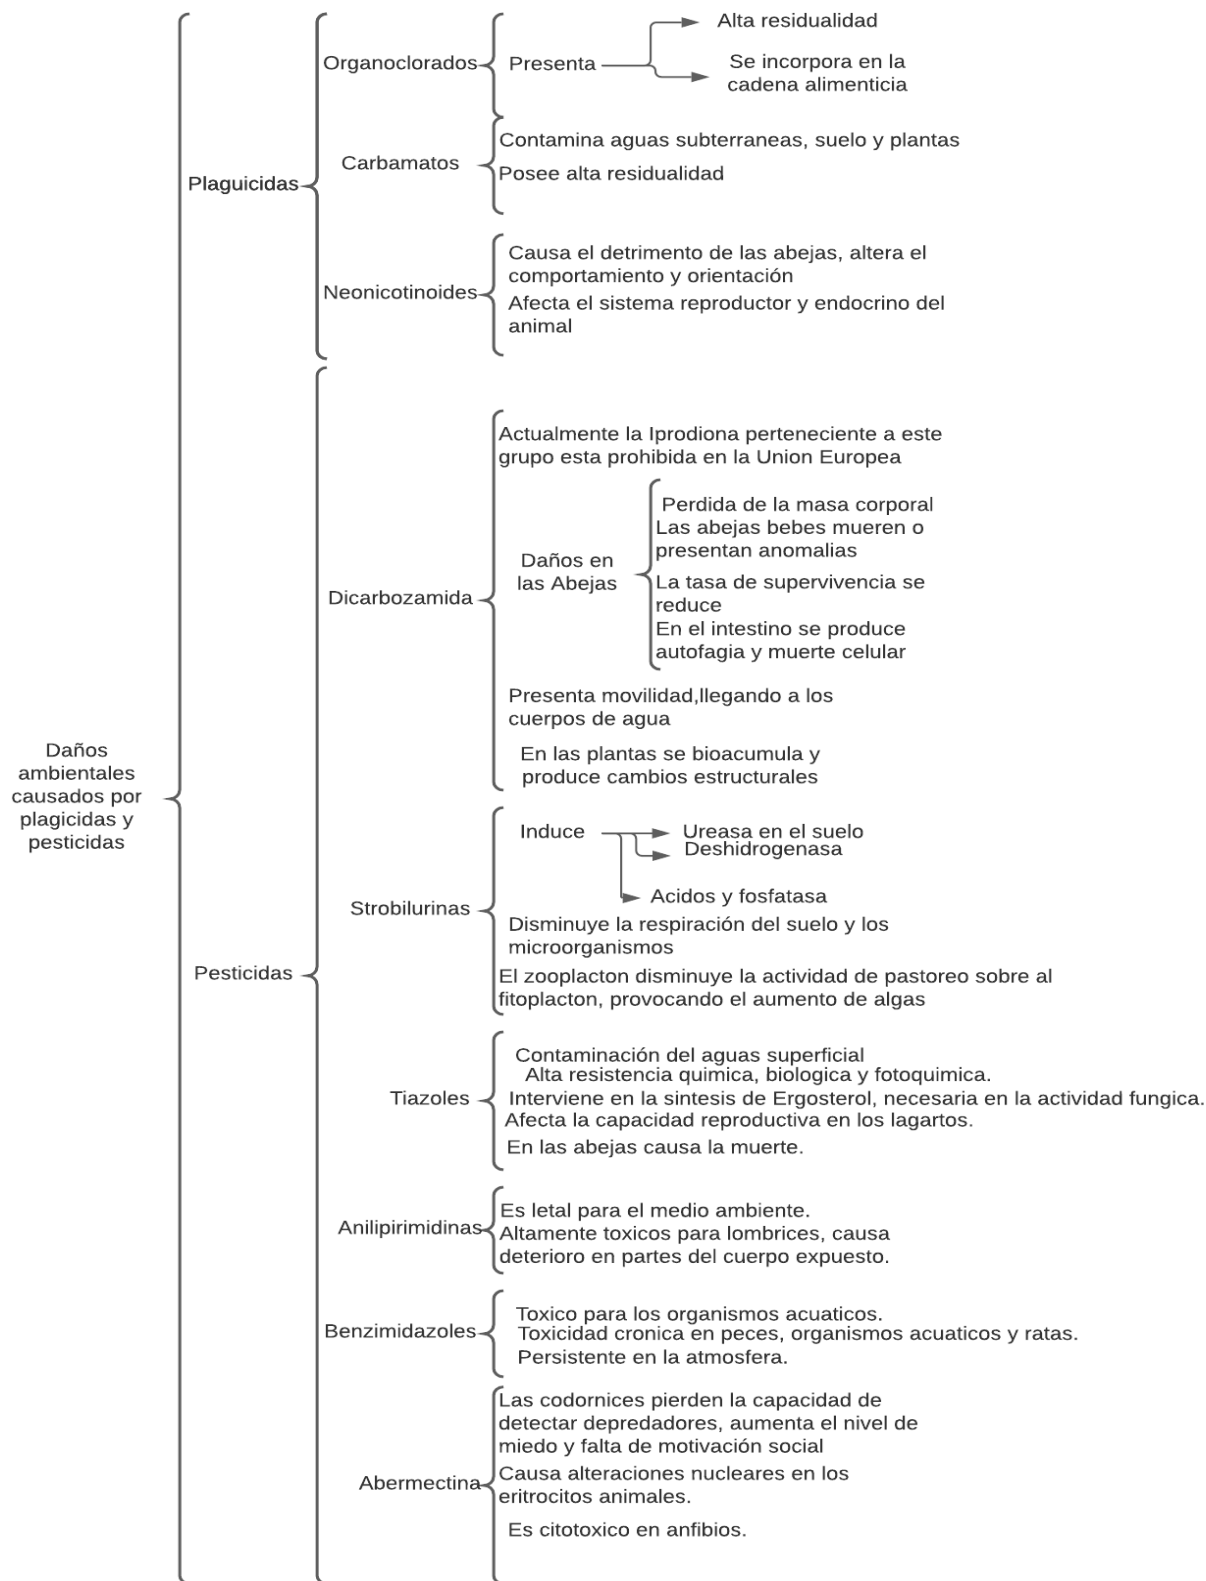 Daños
ambientales
causados por
plagicidas y
pesticidas
Plaguicidas
Organoclorados
Presenta
Alta residualidad
Se incorpora en la
cadena alimenticia
Carbamatos
Contamina aguas subterraneas, suelo y plantas
Posee alta residualidad
Neonicotinoides
Causa el detrimento de las abejas, altera el
comportamiento y orientación
Afecta el sistema reproductor y endocrino del
animal
Pesticidas
Dicarbozamida
Actualmente la Iprodiona perteneciente a este
grupo esta prohibida en la Union Europea
Daños en
las Abejas
Perdida de la masa corporal
Las abejas bebes mueren o
presentan anomalias
La tasa de supervivencia se
reduce
En el intestino se produce
autofagia y muerte celular
Presenta movilidad,llegando a los
cuerpos de agua
En las plantas se bioacumula y
produce cambios estructurales
Strobilurinas
Induce
Ureasa en el suelo
Deshidrogenasa
Acidos y fosfatasa
Disminuye la respiración del suelo y los
microorganismos
El zooplacton disminuye la actividad de pastoreo sobre al
fitoplacton, provocando el aumento de algas
Tiazoles
Contaminación del aguas superficial
Alta resistencia quimica, biologica y fotoquimica.
Interviene en la sintesis de Ergosterol, necesaria en la actividad fungica.
Afecta la capacidad reproductiva en los lagartos.
En las abejas causa la muerte.
Anilipirimidinas
Es letal para el medio ambiente.
Altamente toxicos para lombrices, causa
deterioro en partes del cuerpo expuesto.
Benzimidazoles
Toxico para los organismos acuaticos.
Toxicidad cronica en peces, organismos acuaticos y ratas.
Persistente en la atmosfera.
Abermectina
Las codornices pierden la capacidad de
detectar depredadores, aumenta el nivel de
miedo y falta de motivación social
Causa alteraciones nucleares en los
eritrocitos animales.
Es citotoxico en anfibios.